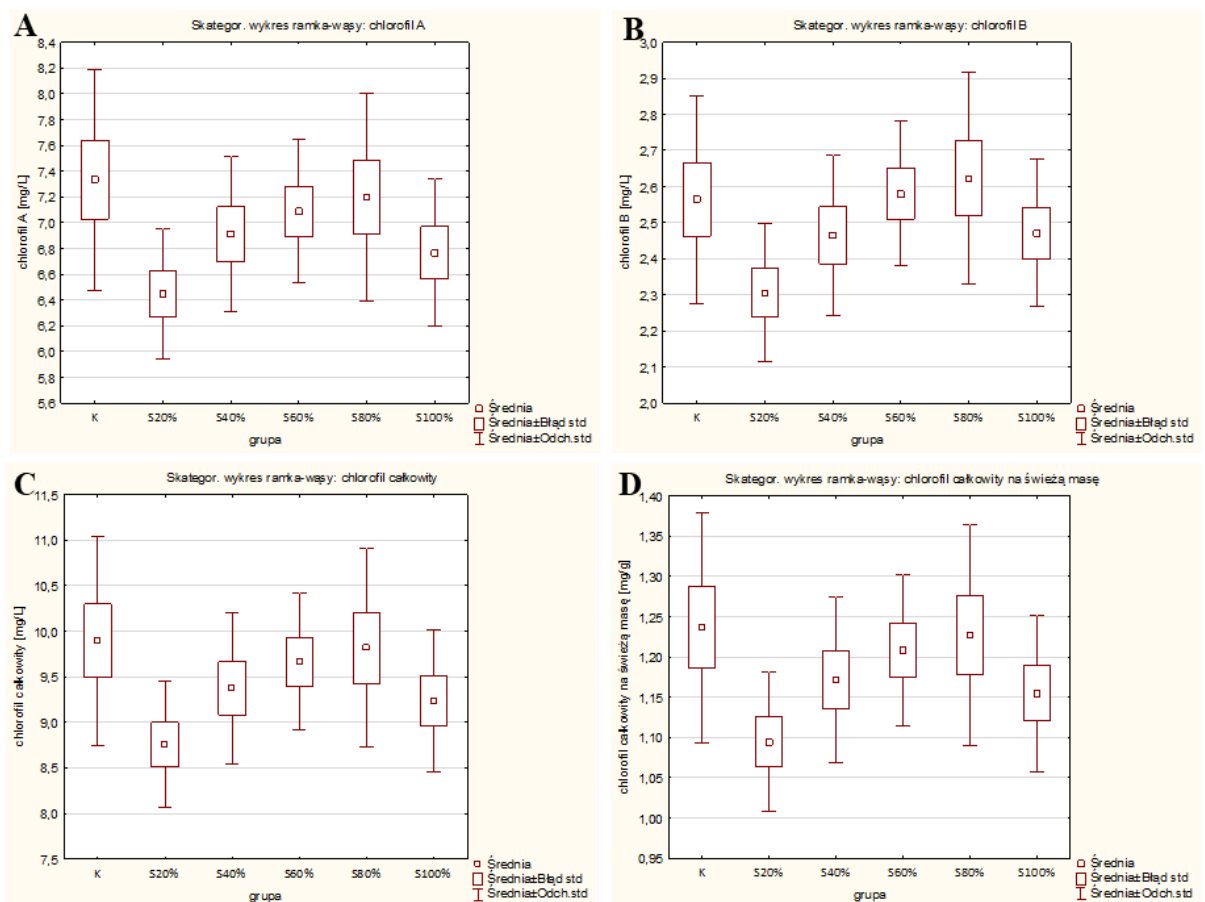 A
Skategor. wykres ramka-wąsy: chlorofil A
chlorofil A [mg/L]
8,4
8,2
8,0
7,8
7,6
7,4
7,2
7,0
6,8
6,6
6,4
6,2
6,0
5,8
5,6
K S20% S40% S60% S80% S100%
grupa
Średnia
Średnia±Błąd std
Średnia±Odch.std
B
Skategor. wykres ramka-wąsy: chlorofil B
chlorofil B [mg/L]
3,0
2,9
2,8
2,7
2,6
2,5
2,4
2,3
2,2
2,1
2,0
K S20% S40% S60% S80% S100%
grupa
Średnia
Średnia±Błąd std
Średnia±Odch.std
C
Skategor. wykres ramka-wąsy: chlorofil całkowity
chlorofil całkowity [mg/L]
11,5
11,0
10,5
10,0
9,5
9,0
8,5
8,0
7,5
K S20% S40% S60% S80% S100%
grupa
Średnia
Średnia±Błąd std
Średnia±Odch.std
D
Skategor. wykres ramka-wąsy: chlorofil całkowity na świeżą masę
chlorofil całkowity na świeżą masę [mg/g]
1,40
1,35
1,30
1,25
1,20
1,15
1,10
1,05
1,00
0,95
K S20% S40% S60% S80% S100%
grupa
Średnia
Średnia±Błąd std
Średnia±Odch.std